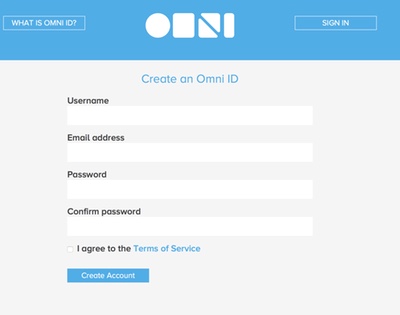 WHAT IS OMNI ID?
OMNI
SIGN IN
Create an Omni ID
Username
Email address
Password
Confirm password
I agree to the Terms of Service
Create Account